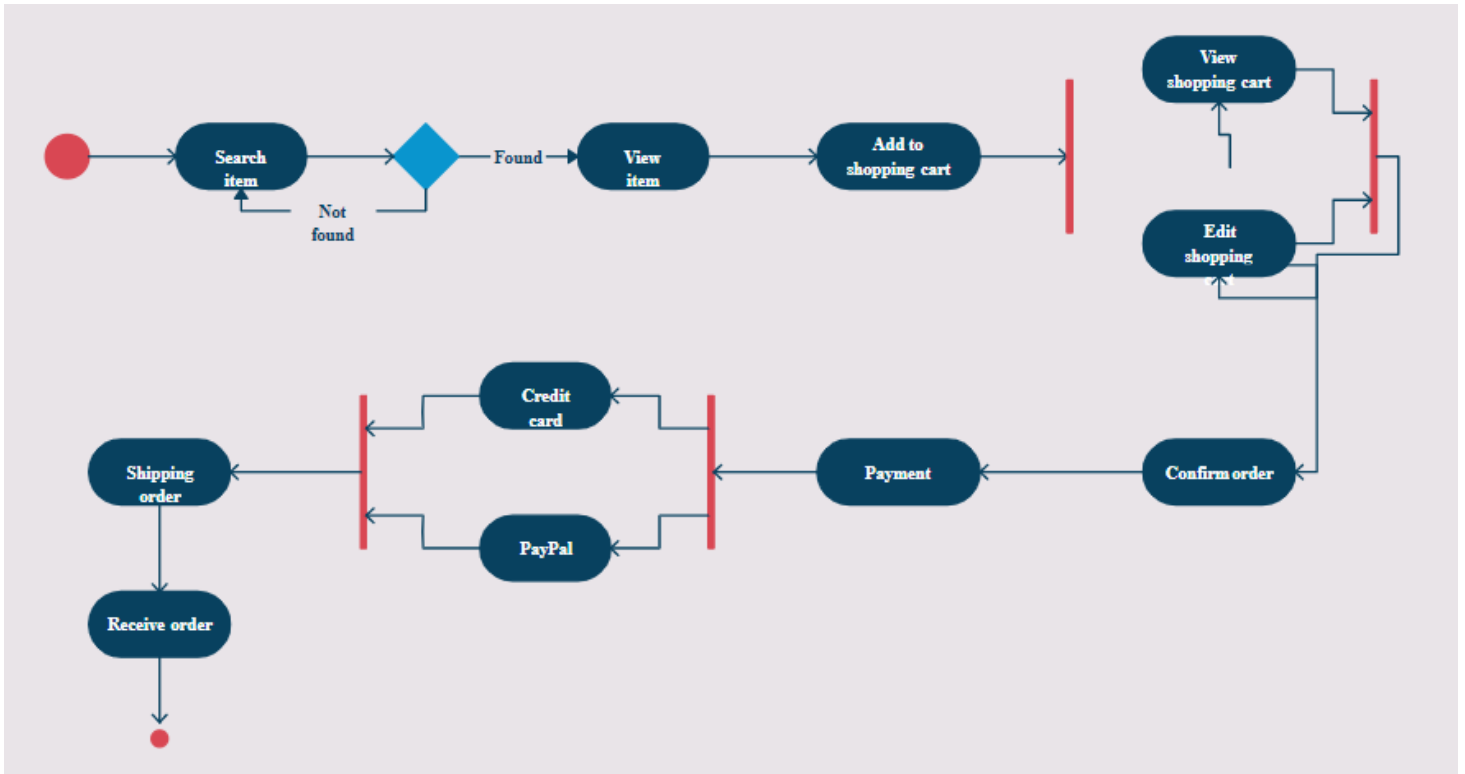 View
shopping cart
Search
item
Found
View
item
Add to
shopping cart
Not
found
Edit
shopping
Credit
card
Shipping
order
Payment
Confirm order
PayPal
Receive order